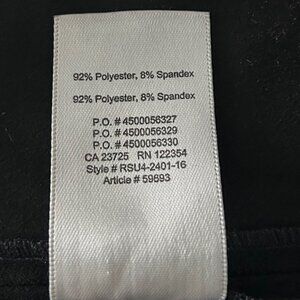 92% Polyester, 8% Spandex
92% Polyester, 8% Spandex
P.O. # 4500056327
P.O. # 4500056329
P.O. # 4500056330
CA 23725 RN 122354
Style # RSU4-2401-16
Article # 59693